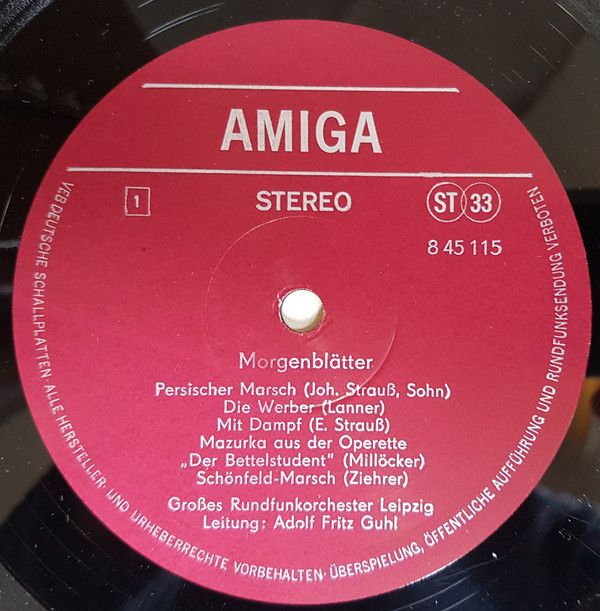 AMIGA
1
STEREO
ST 33
8 45 115
Morgenblätter
Persischer Marsch (Joh. Strauß, Sohn)
Die Werber (Lanner)
Mit Dampf (E. Strauß)
Mazurka aus der Operette
„Der Bettelstudent“ (Millöcker)
Schönfeld-Marsch (Ziehrer)
Großes Rundfunkorchester Leipzig
Leitung: Adolf Fritz Guhl
VEB DEUTSCHE SCHALLPLATTEN · ALLE HERSTELLER- UND URHEBERRECHTE VORBEHALTEN · ÜBERSPIELUNG, ÖFFENTLICHE AUFFÜHRUNG UND RUNDFUNKSENDUNG VERBOTEN